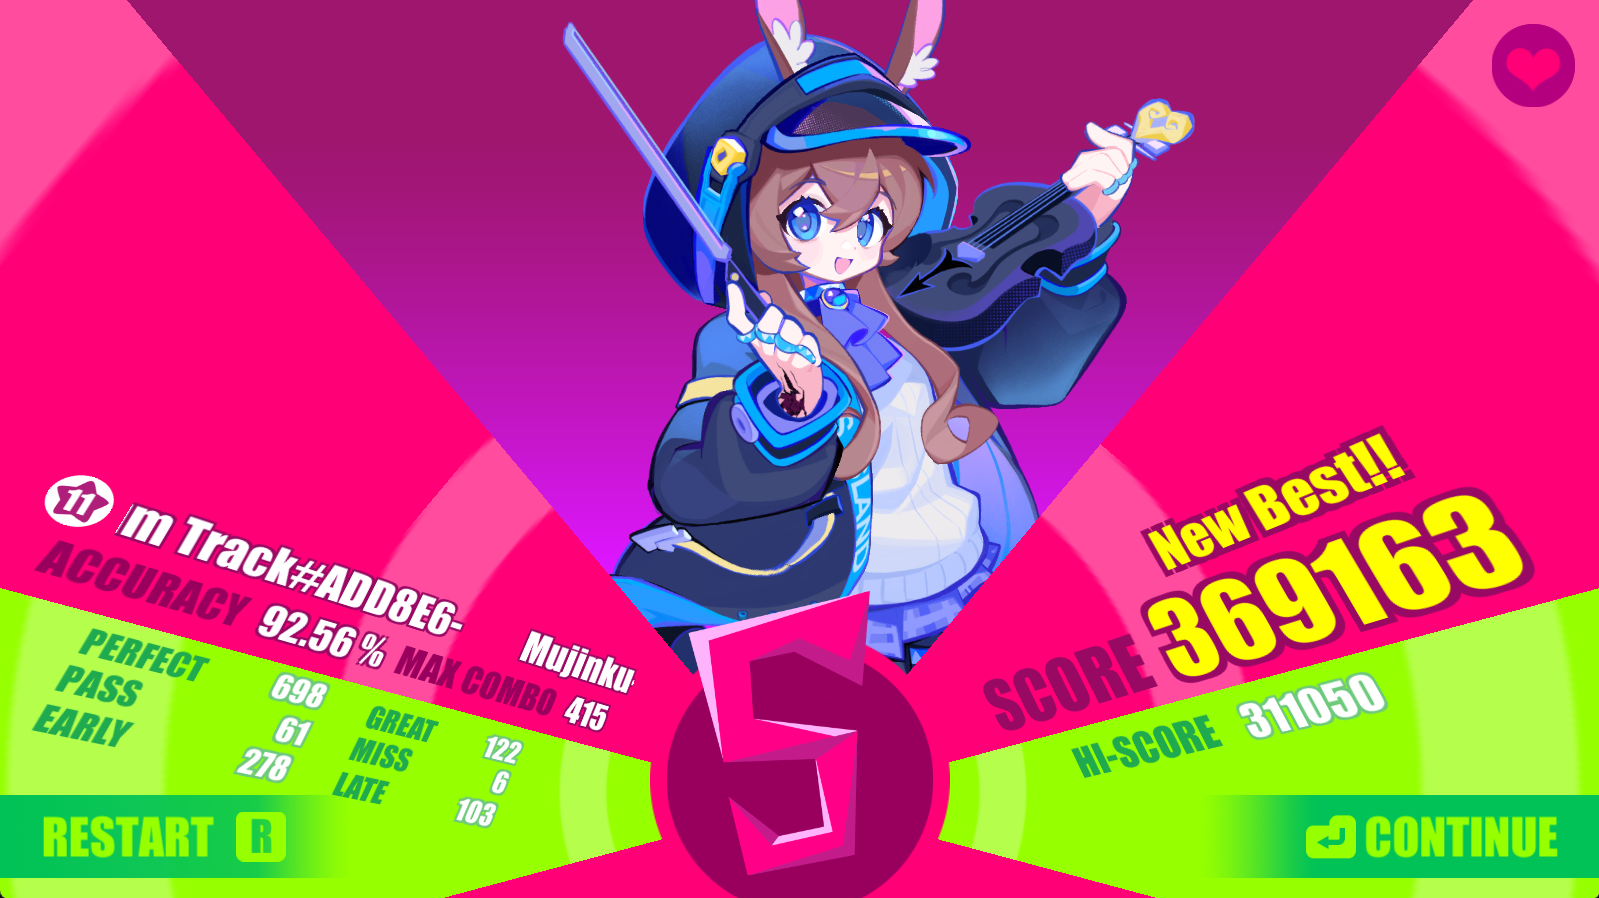 11
m Track#ADD8E6-
Mujinku
ACCURACY 92.56 %
MAX COMBO 415
PERFECT 698
GREAT 122
PASS 61
MISS 6
EARLY 278
LATE 103
RESTART R
S
LAND
New Best!!
SCORE 369163
HI-SCORE 311050
CONTINUE